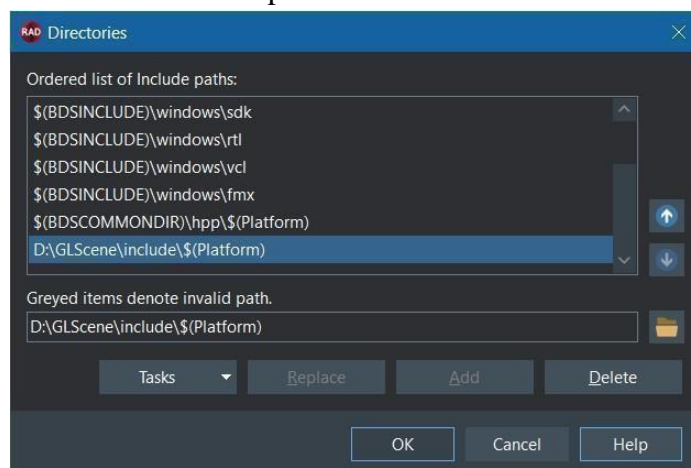 RAD Directories
Ordered list of Include paths:
$(BDSINCLUDE)\windows\sdk
$(BDSINCLUDE)\windows\rtl
$(BDSINCLUDE)\windows\vcl
$(BDSINCLUDE)\windows\fmx
$(BDSCOMMONDIR)\hpp\$(Platform)
D:\GLScene\include\$(Platform)
Greyed items denote invalid path.
D:\GLScene\include\$(Platform)
Tasks Replace Add Delete
OK Cancel Help